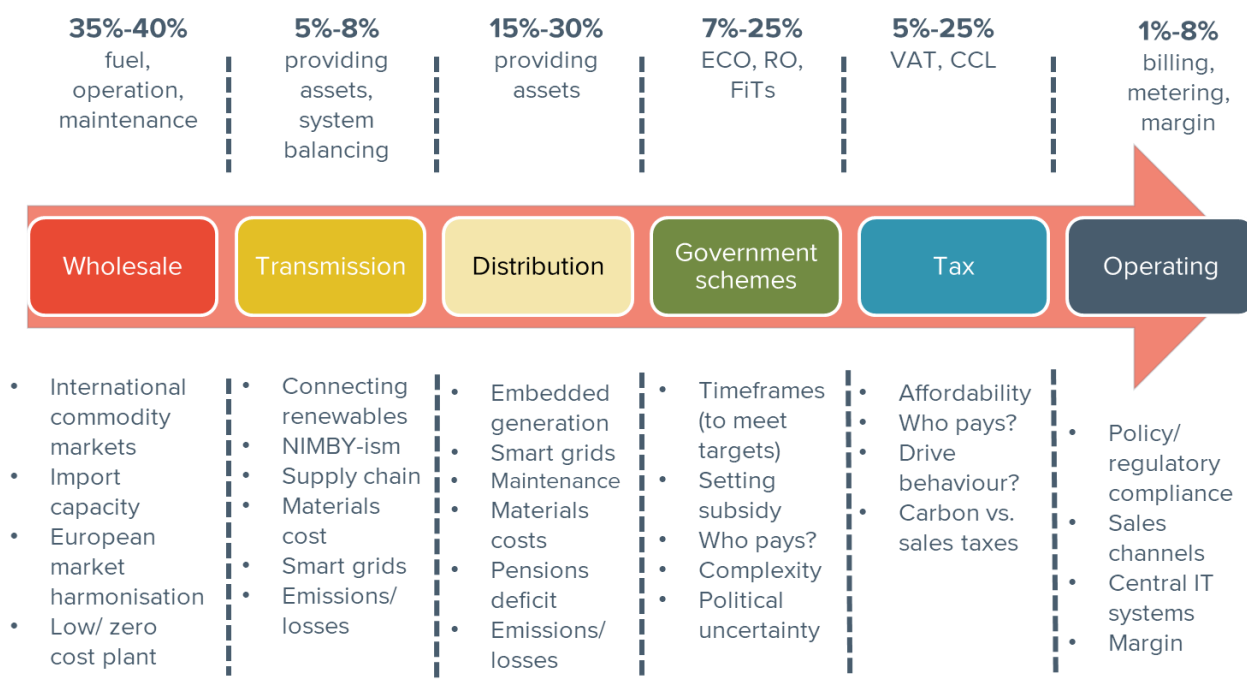 35%-40%
fuel,
operation,
maintenance
5%-8%
providing
assets,
system
balancing
15%-30%
providing
assets
7%-25%
ECO, RO,
FiTs
5%-25%
VAT, CCL
1%-8%
billing,
metering,
margin
Wholesale
Transmission
Distribution
Government
schemes
Tax
Operating
• International
commodity
markets
• Import
capacity
• European
market
harmonisation
• Low/ zero
cost plant
• Connecting
renewables
• NIMBY-ism
• Supply chain
• Materials
cost
• Smart grids
• Emissions/
losses
• Embedded
generation
• Smart grids
• Maintenance
• Materials
costs
• Pensions
deficit
• Emissions/
losses
• Timeframes
(to meet
targets)
• Setting
subsidy
• Who pays?
• Complexity
• Political
uncertainty
• Affordability
• Who pays?
• Drive
behaviour?
• Carbon vs.
sales taxes
• Policy/
regulatory
compliance
• Sales
channels
• Central IT
systems
• Margin